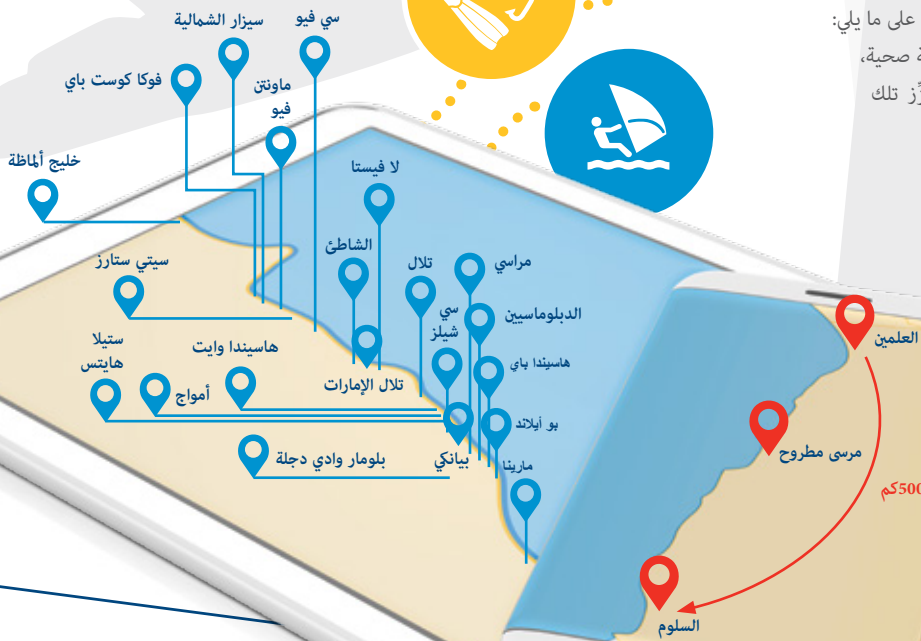 على ما يلي:
ة صحية،
ِّز تلك
سي فيو
سيزار الشمالية
فوكا كوست باي
ماونتن
فيو
خليج ألماظة
لا فيستا
سيتي ستارز
الشاطئ
تلال
مراسي
سي
شيلز
الدبلوماسيين
ستيلا
هايتس
هاسيندا وايت
هاسيندا باي
أمواج
تلال الإمارات
بو أيلاند
بيانكي
بلومار وادي دجلة
مارينا
العلمين
مرسى مطروح
500كم
السلوم